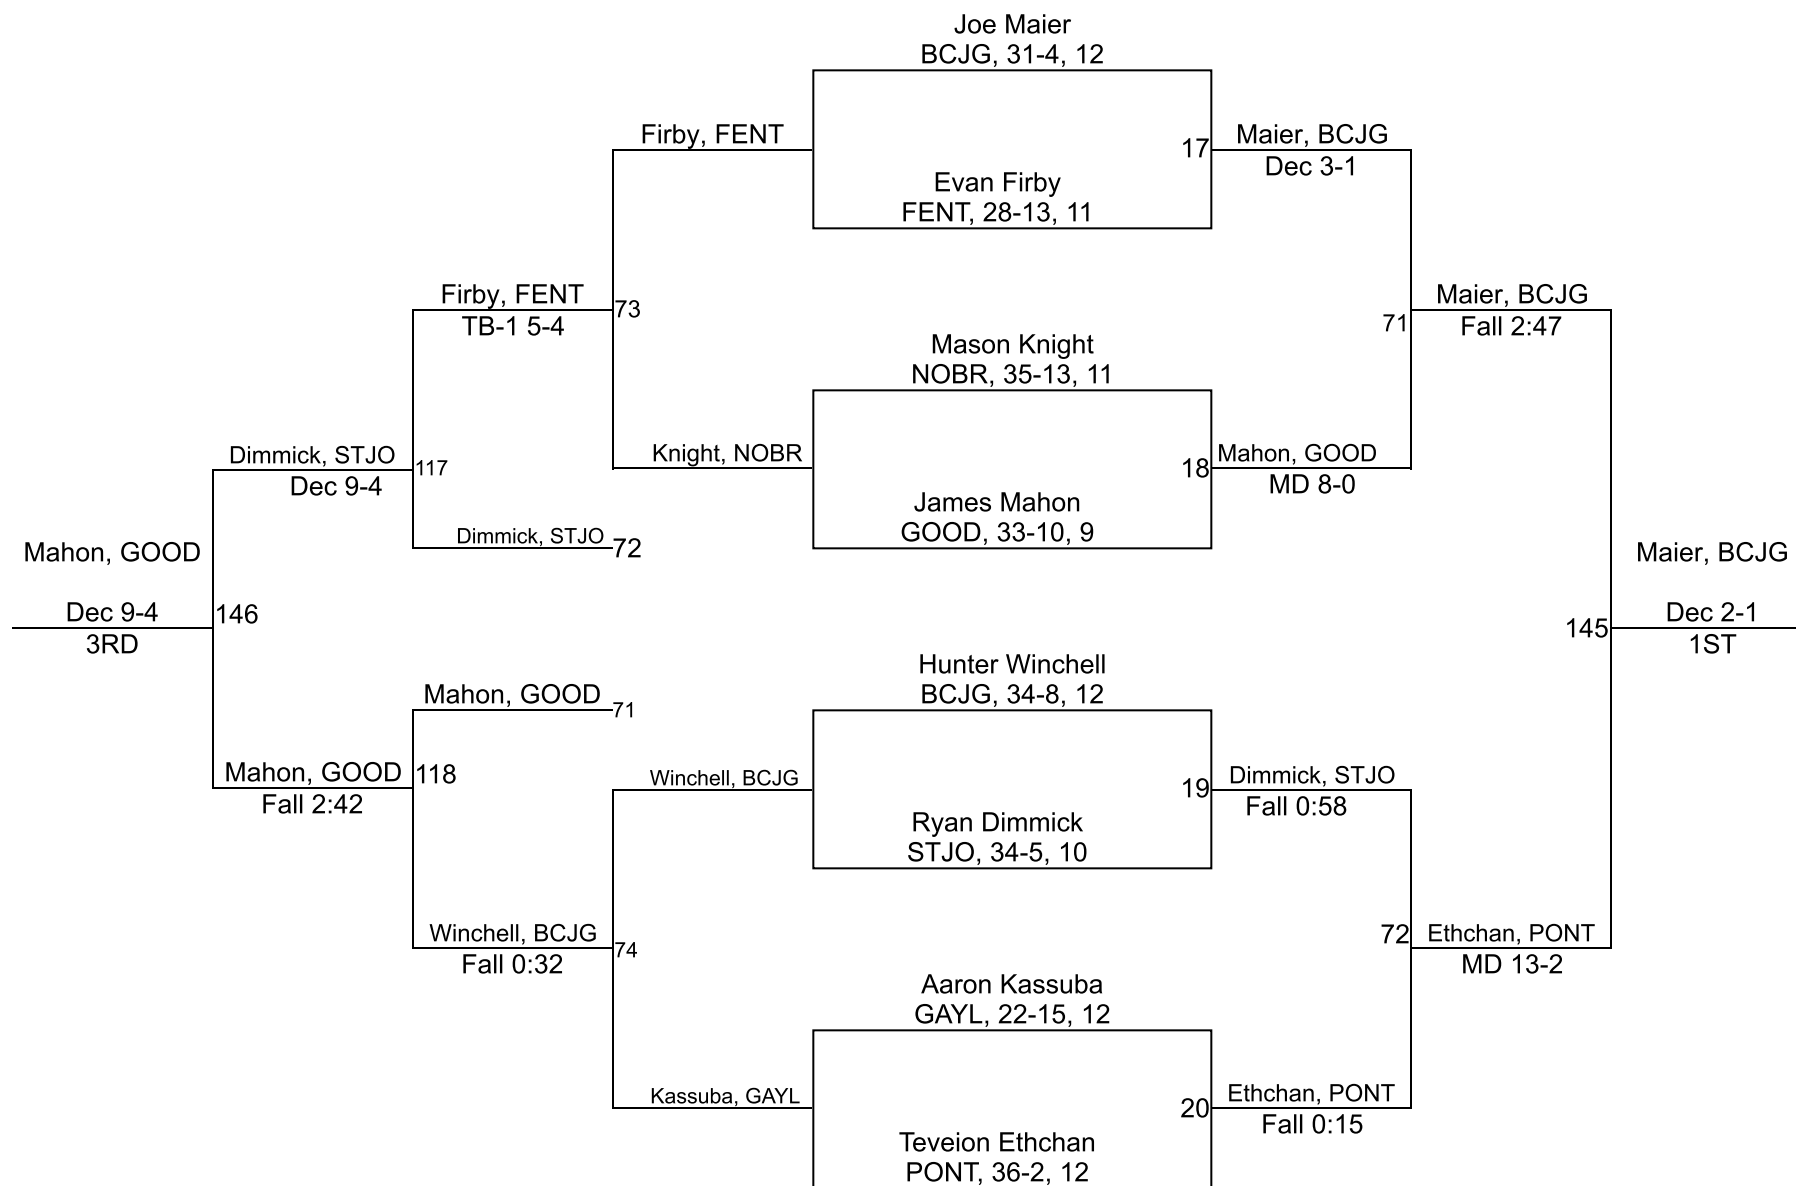 Joe Maier
BCJG, 31-4, 12
Firby, FENT
17
Maier, BCJG
Dec 3-1
Evan Firby
FENT, 28-13, 11
Firby, FENT
TB-1 5-4
73
Maier, BCJG
Fall 2:47
71
Mason Knight
NOBR, 35-13, 11
Dimmick, STJO
Dec 9-4
117
Knight, NOBR
18
Mahon, GOOD
MD 8-0
James Mahon
GOOD, 33-10, 9
Dimmick, STJO
72
Mahon, GOOD
Dec 9-4
3RD
146
Maier, BCJG
Dec 2-1
1ST
145
Hunter Winchell
BCJG, 34-8, 12
Mahon, GOOD
71
Mahon, GOOD
Fall 2:42
118
Winchell, BCJG
19
Dimmick, STJO
Fall 0:58
Ryan Dimmick
STJO, 34-5, 10
Winchell, BCJG
Fall 0:32
74
72
Ethchan, PONT
MD 13-2
Aaron Kassuba
GAYL, 22-15, 12
Kassuba, GAYL
20
Ethchan, PONT
Fall 0:15
Teveion Ethchan
PONT, 36-2, 12